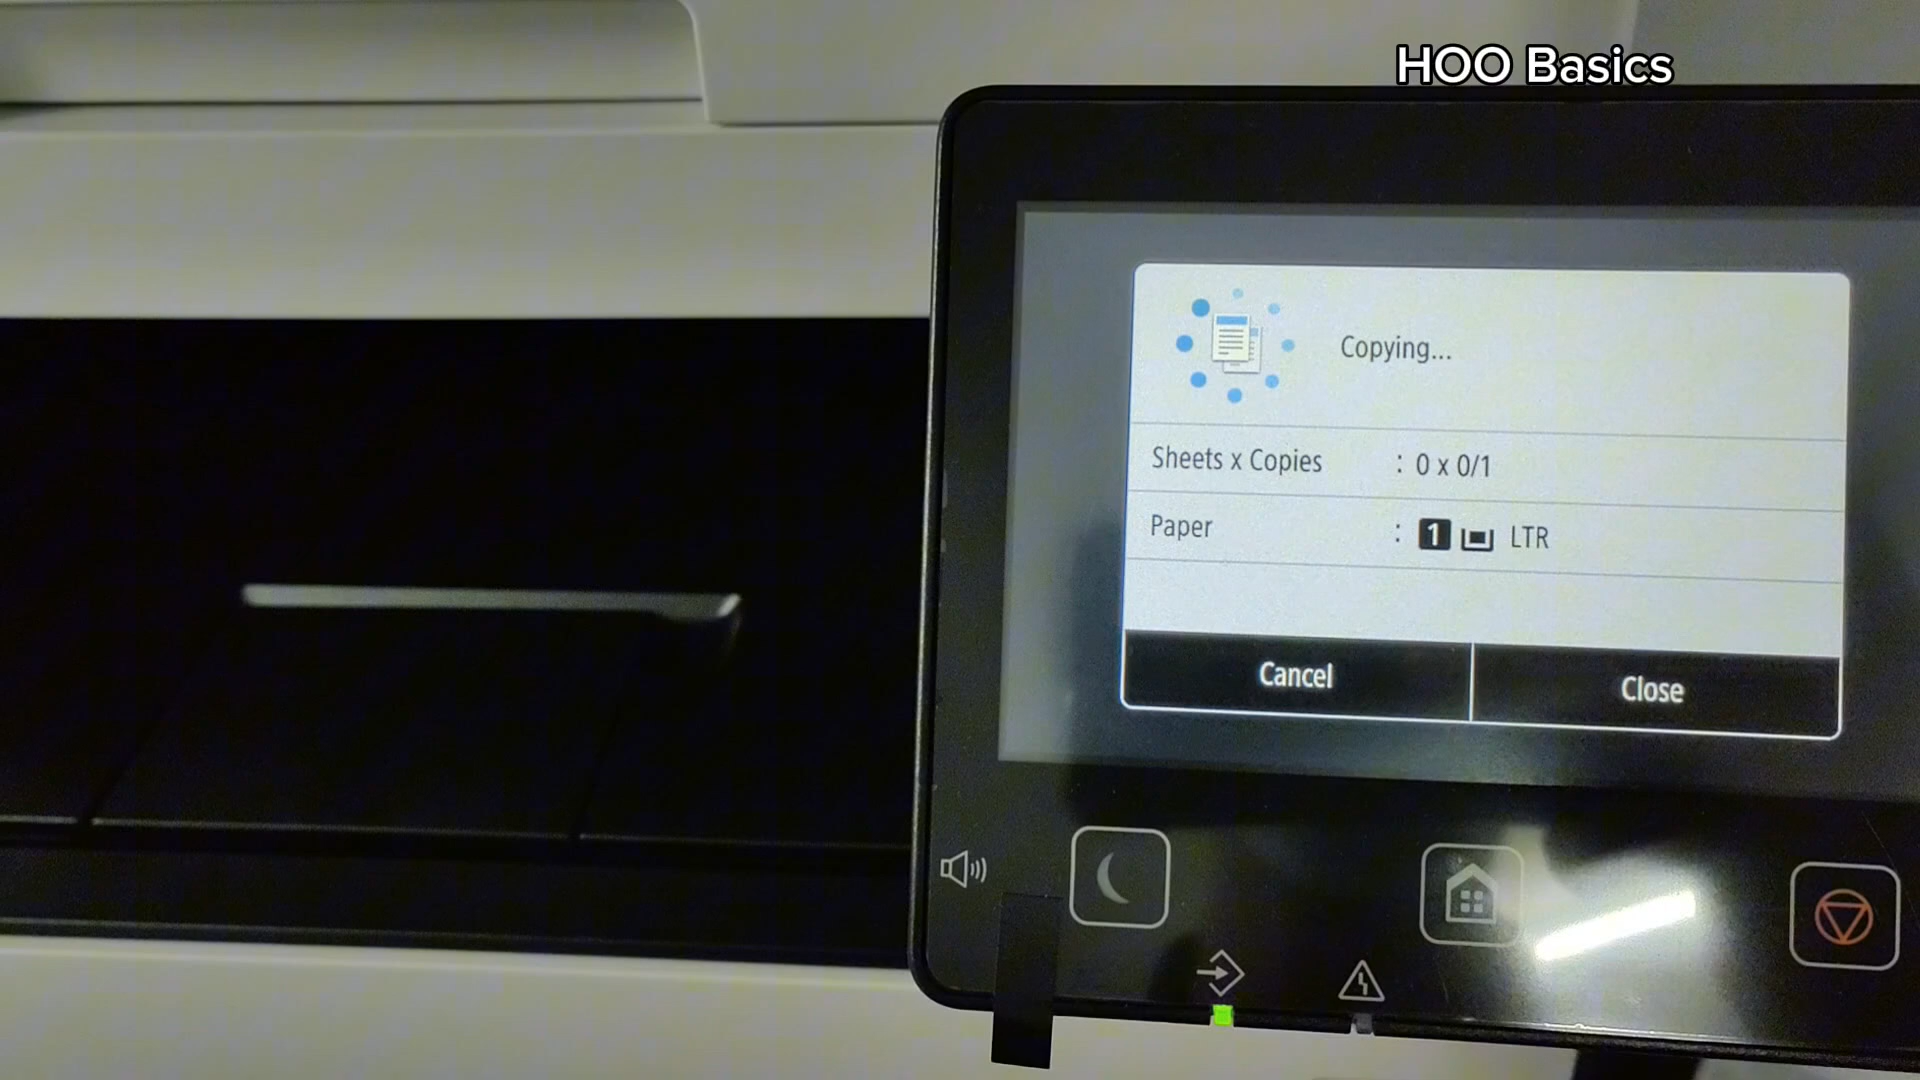 HOO Basics
Copying...
Sheets x Copies : 0 x 0/1
Paper : 1 LTR
Cancel Close